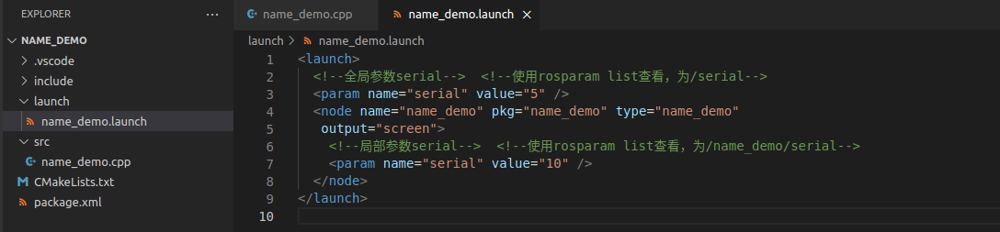 EXPLORER
NAME_DEMO
.vscode
include
launch
name_demo.launch
src
name_demo.cpp
CMakeLists.txt
package.xml
name_demo.cpp
name_demo.launch
launch > name_demo.launch
1 <launch>
2 <!--全局参数serial--> <!--使用rosparam list查看，为/serial-->
3 <param name="serial" value="5" />
4 <node name="name_demo" pkg="name_demo" type="name_demo"
5 output="screen">
6 <!--局部参数serial--> <!--使用rosparam list查看，为/name_demo/serial-->
7 <param name="serial" value="10" />
8 </node>
9 </launch>
10